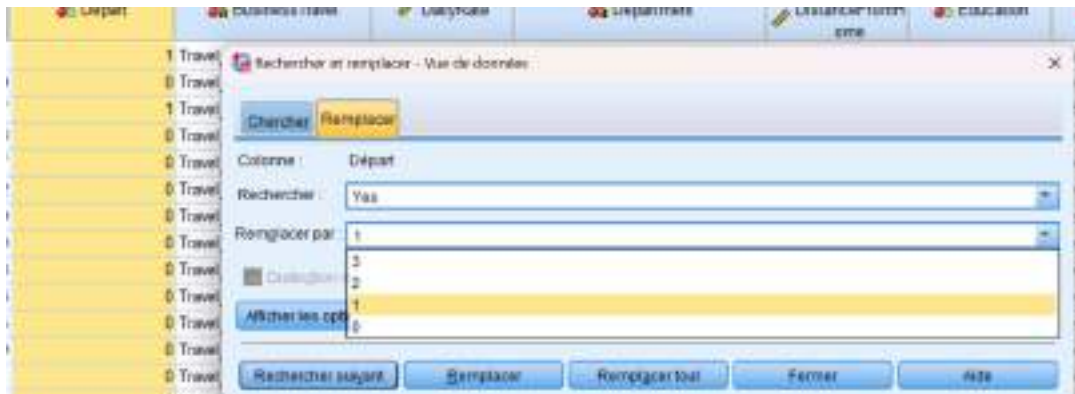 Départ BusinessTravel DailyRate Department DistanceFromH Education
ome
1 Travel
0 Travel
1 Travel
0 Travel
0 Travel
0 Travel
0 Travel
0 Travel
0 Travel
0 Travel
0 Travel
0 Travel
0 Travel
Rechercher et remplacer - Vue de données
Chercher Remplacer
Colonne : Départ
Rechercher : Yes
Remplacer par : 1
3
2
1
0
Afficher les opt
Rechercher suivant Remplacer Remplacer tout Fermer Aide